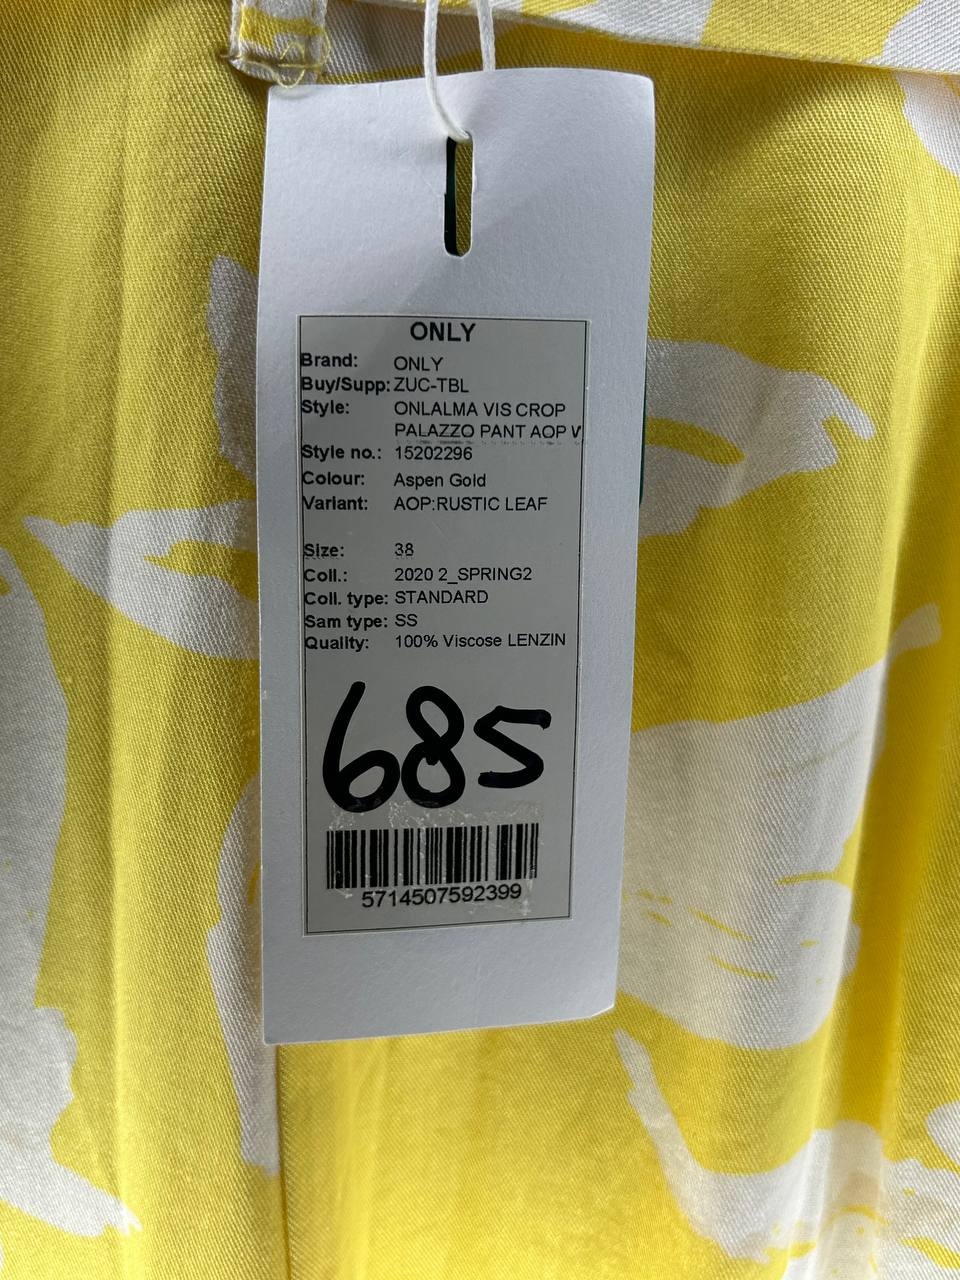 ONLY
Brand: ONLY
Buy/Supp: ZUC-TBL
Style: ONLALMA VIS CROP
PALAZZO PANT AOP W
Style no.: 15202296
Colour: Aspen Gold
Variant: AOP:RUSTIC LEAF
Size: 38
Coll.: 2020 2_SPRING2
Coll. type: STANDARD
Sam type: SS
Quality: 100% Viscose LENZIN
685
5714507592399